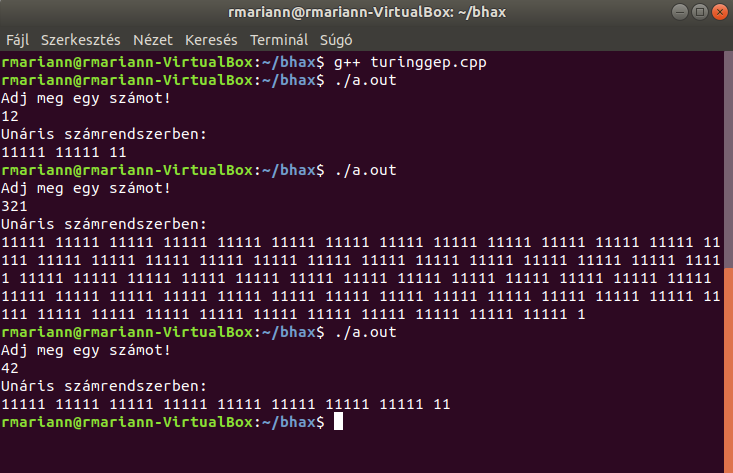 rmariann@rmariann-VirtualBox: ~/bhax
Fájl Szerkesztés Nézet Keresés Terminál Súgó
rmariann@rmariann-VirtualBox:~/bhax$ g++ turinggep.cpp
rmariann@rmariann-VirtualBox:~/bhax$ ./a.out
Adj meg egy számot!
12
Unáris számrendszerben:
11111 11111 11
rmariann@rmariann-VirtualBox:~/bhax$ ./a.out
Adj meg egy számot!
321
Unáris számrendszerben:
11111 11111 11111 11111 11111 11111 11111 11111 11111 11111 11111 11111 11111 11
111 11111 11111 11111 11111 11111 11111 11111 11111 11111 11111 11111 11111 1111
1 11111 11111 11111 11111 11111 11111 11111 11111 11111 11111 11111 11111 11111
11111 11111 11111 11111 11111 11111 11111 11111 11111 11111 11111 11111 11111 11
111 11111 11111 11111 11111 11111 11111 11111 11111 11111 11111 1
rmariann@rmariann-VirtualBox:~/bhax$ ./a.out
Adj meg egy számot!
42
Unáris számrendszerben:
11111 11111 11111 11111 11111 11111 11111 11111 11
rmariann@rmariann-VirtualBox:~/bhax$